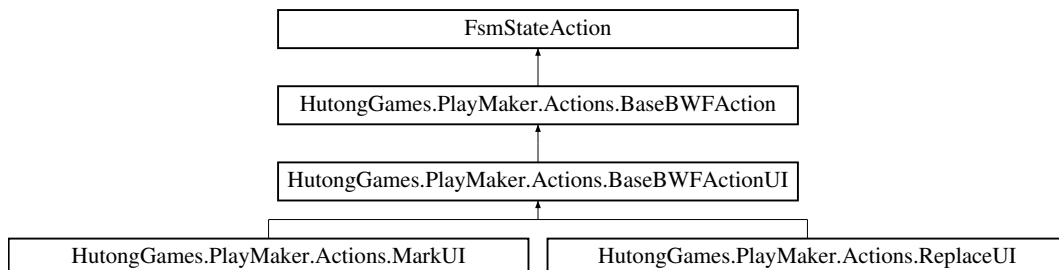 FsmStateAction
HutongGames.PlayMaker.Actions.BaseBWFAction
HutongGames.PlayMaker.Actions.BaseBWFActionUI
HutongGames.PlayMaker.Actions.MarkUI
HutongGames.PlayMaker.Actions.ReplaceUI